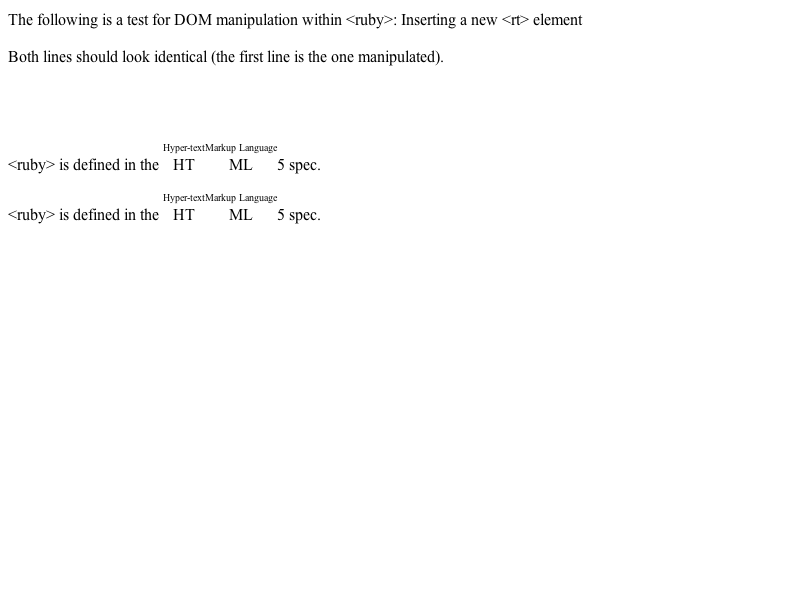 The following is a test for DOM manipulation within <ruby>: Inserting a new <rt> element
Both lines should look identical (the first line is the one manipulated).
Hyper-textMarkup Language
<ruby> is defined in the HT ML 5 spec.
Hyper-textMarkup Language
<ruby> is defined in the HT ML 5 spec.